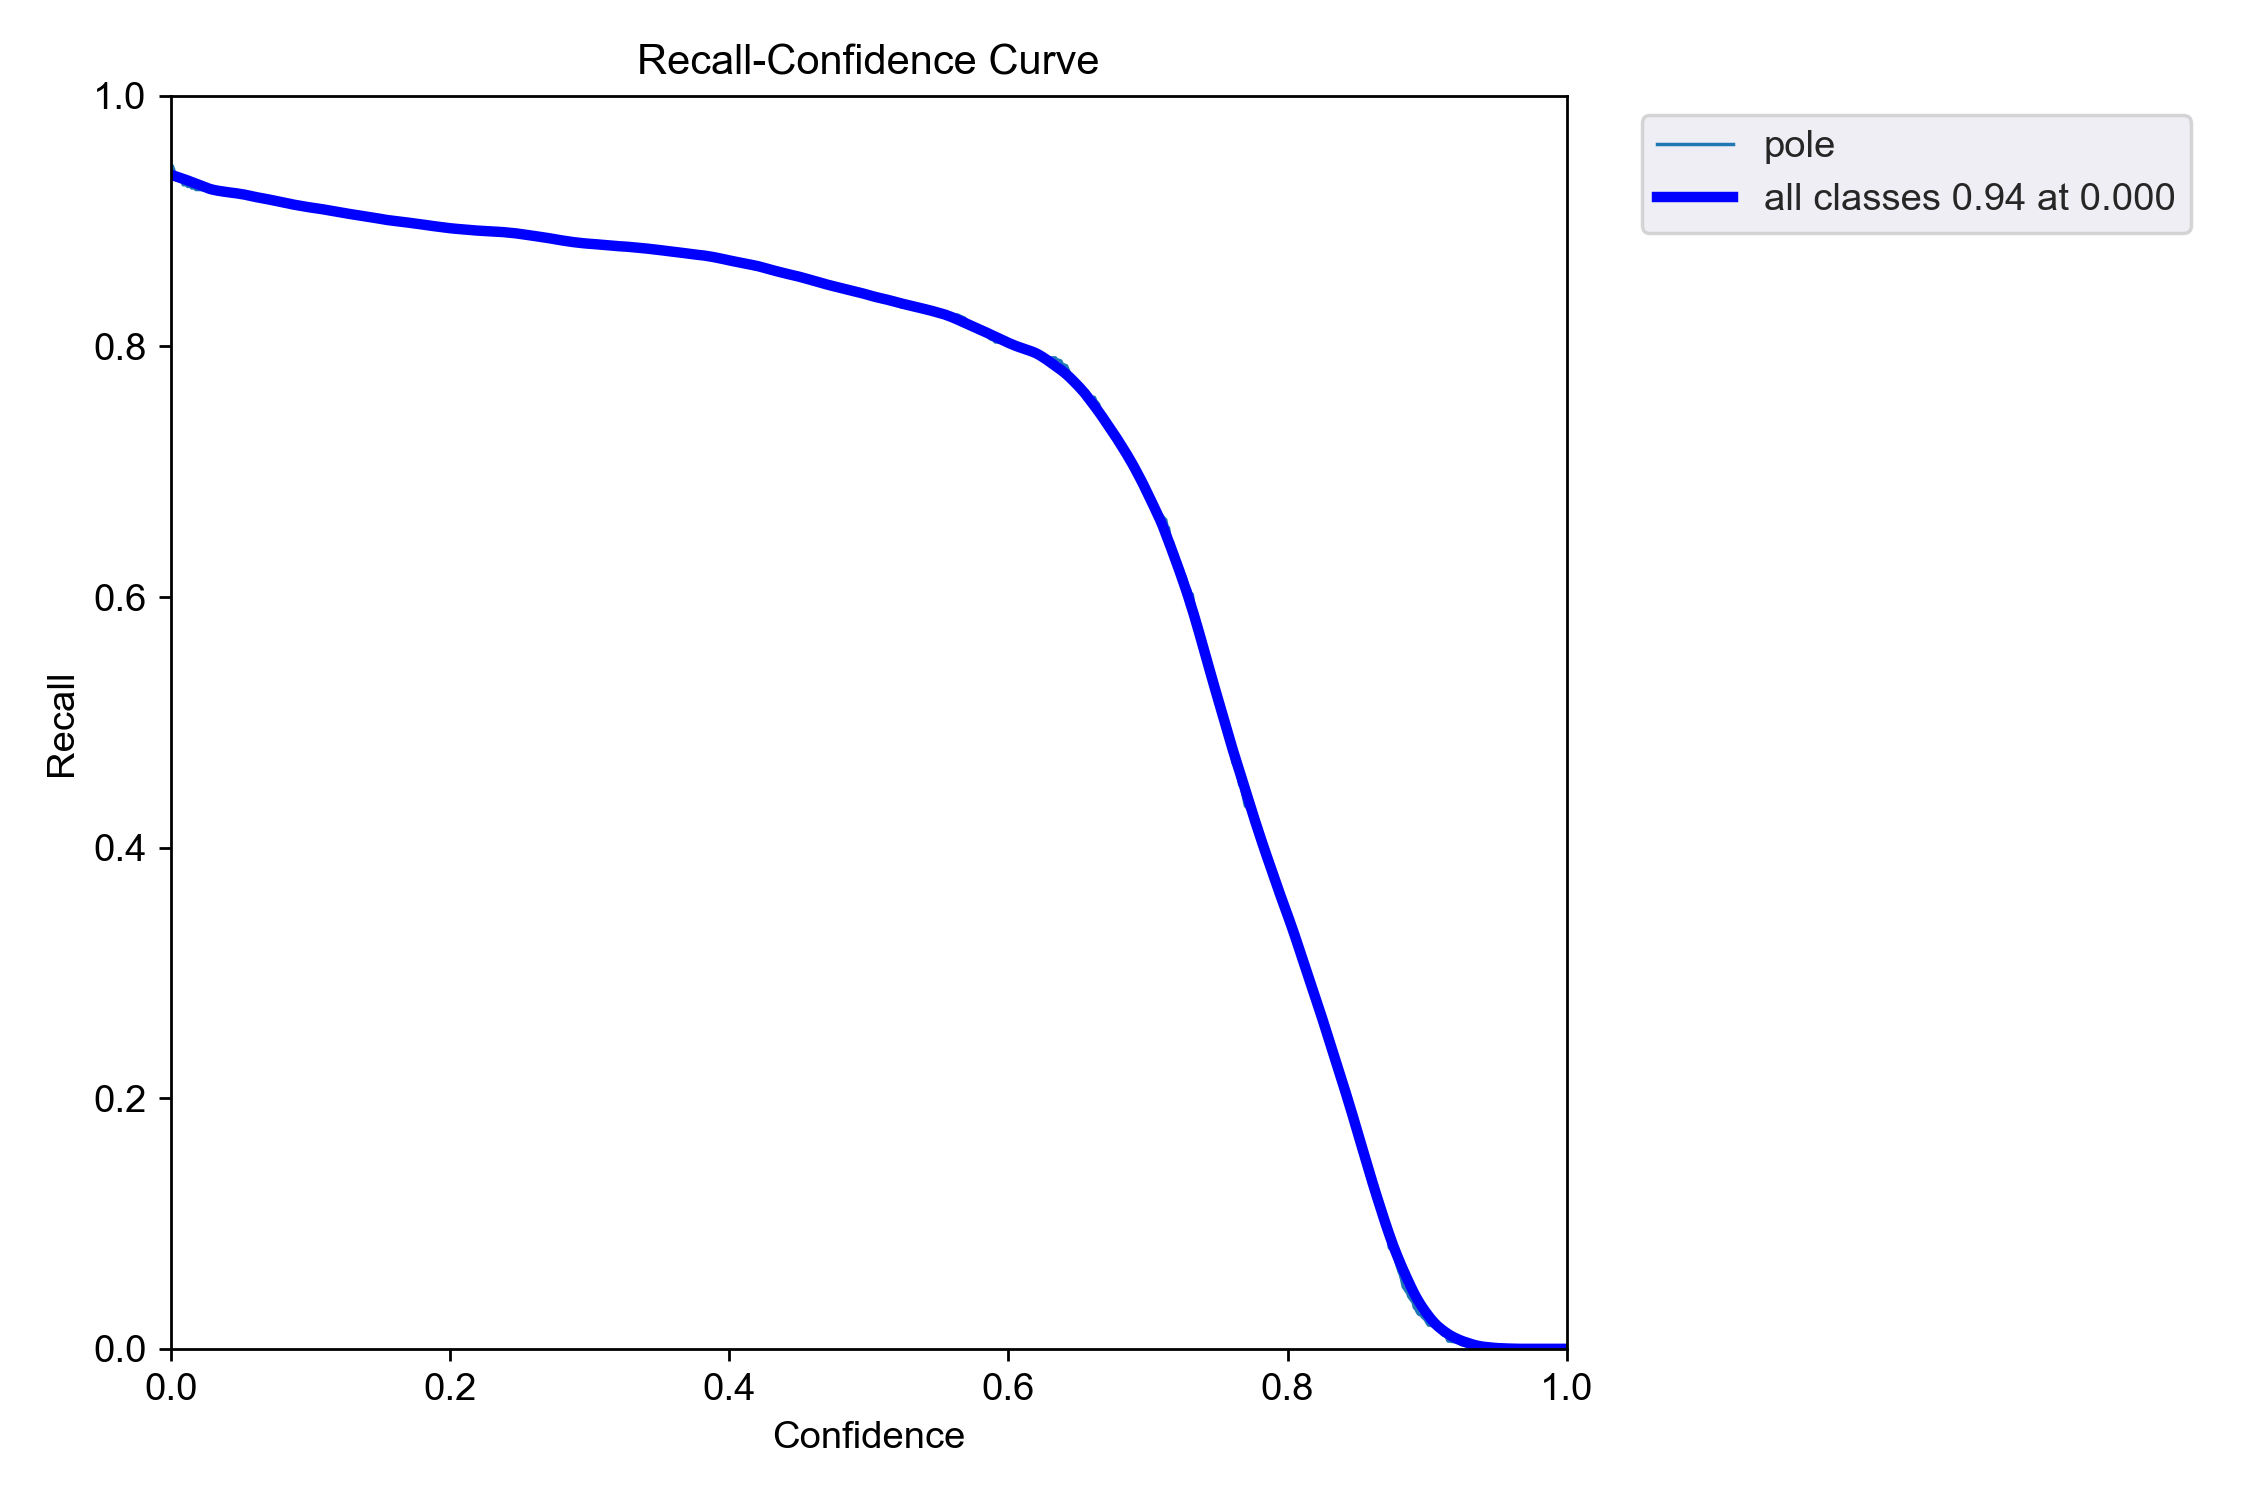 Recall-Confidence Curve
1.0
0.8
0.6
0.4
0.2
0.0
Recall
0.0 0.2 0.4 0.6 0.8 1.0
Confidence
pole
all classes 0.94 at 0.000